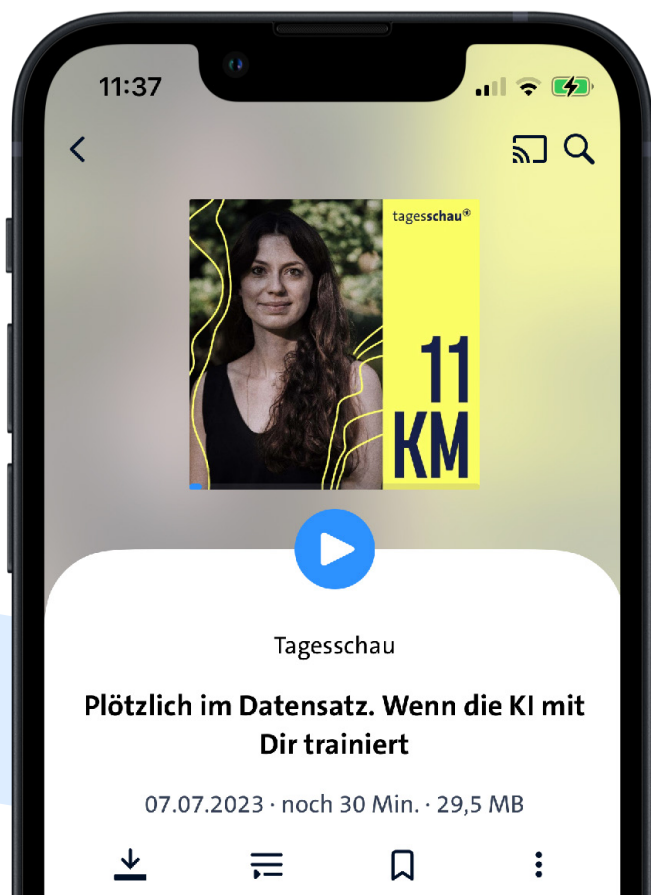 11:37
tagesschau
11
KM
Tagesschau
Plötzlich im Datensatz. Wenn die KI mit
Dir trainiert
07.07.2023 · noch 30 Min. · 29,5 MB